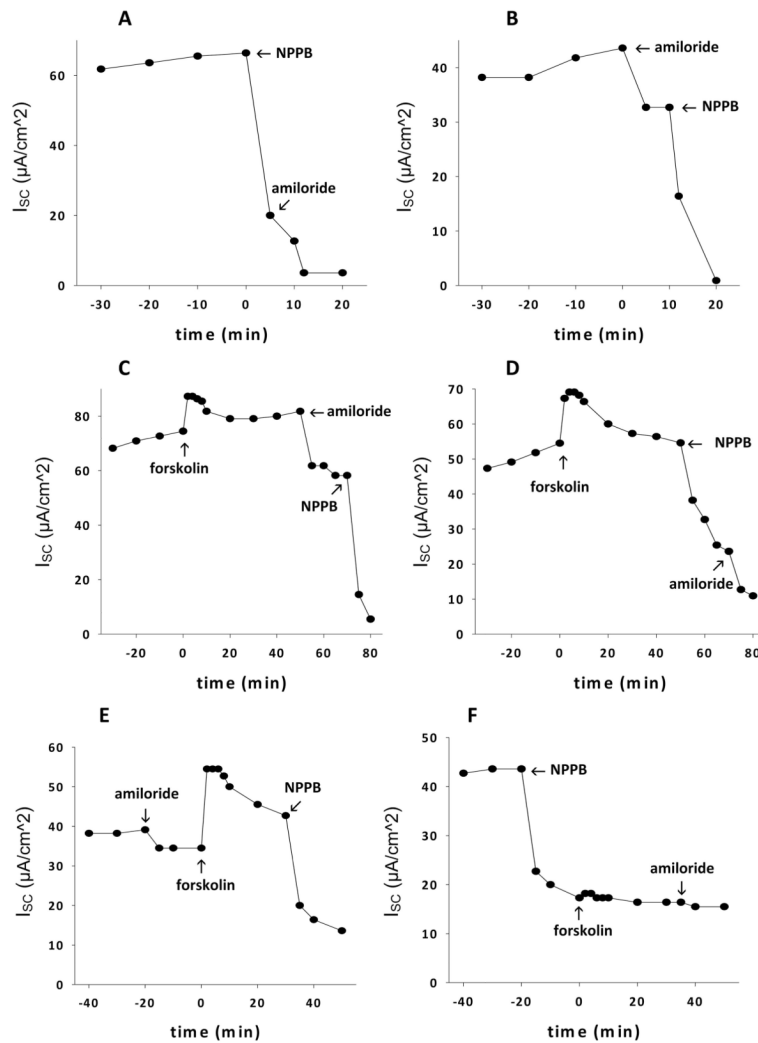 A
I_SC (µA/cm^2)
60
40
20
0
NPPB
amiloride
-30 -20 -10 0 10 20
time (min)
B
I_SC (µA/cm^2)
40
30
20
10
0
amiloride
NPPB
-30 -20 -10 0 10 20
time (min)
C
I_SC (µA/cm^2)
80
60
40
20
0
amiloride
forskolin
NPPB
-20 0 20 40 60 80
time (min)
D
I_SC (µA/cm^2)
70
60
50
40
30
20
10
0
NPPB
forskolin
amiloride
-20 0 20 40 60 80
time (min)
E
I_SC (µA/cm^2)
60
50
40
30
20
10
0
amiloride
NPPB
forskolin
-40 -20 0 20 40
time (min)
F
I_SC (µA/cm^2)
50
40
30
20
10
0
NPPB
amiloride
forskolin
-40 -20 0 20 40
time (min)